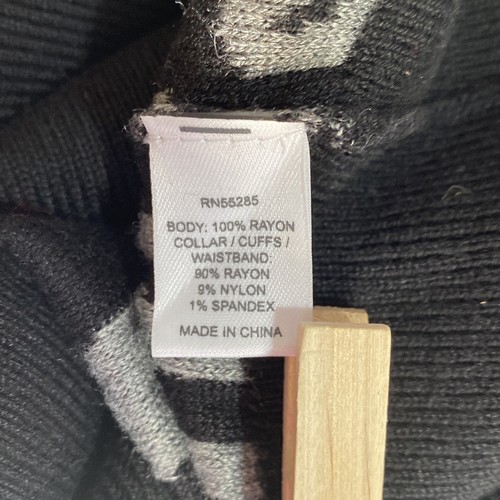 RN55285
BODY: 100% RAYON
COLLAR / CUFFS /
WAISTBAND:
90% RAYON
9% NYLON
1% SPANDEX
MADE IN CHINA